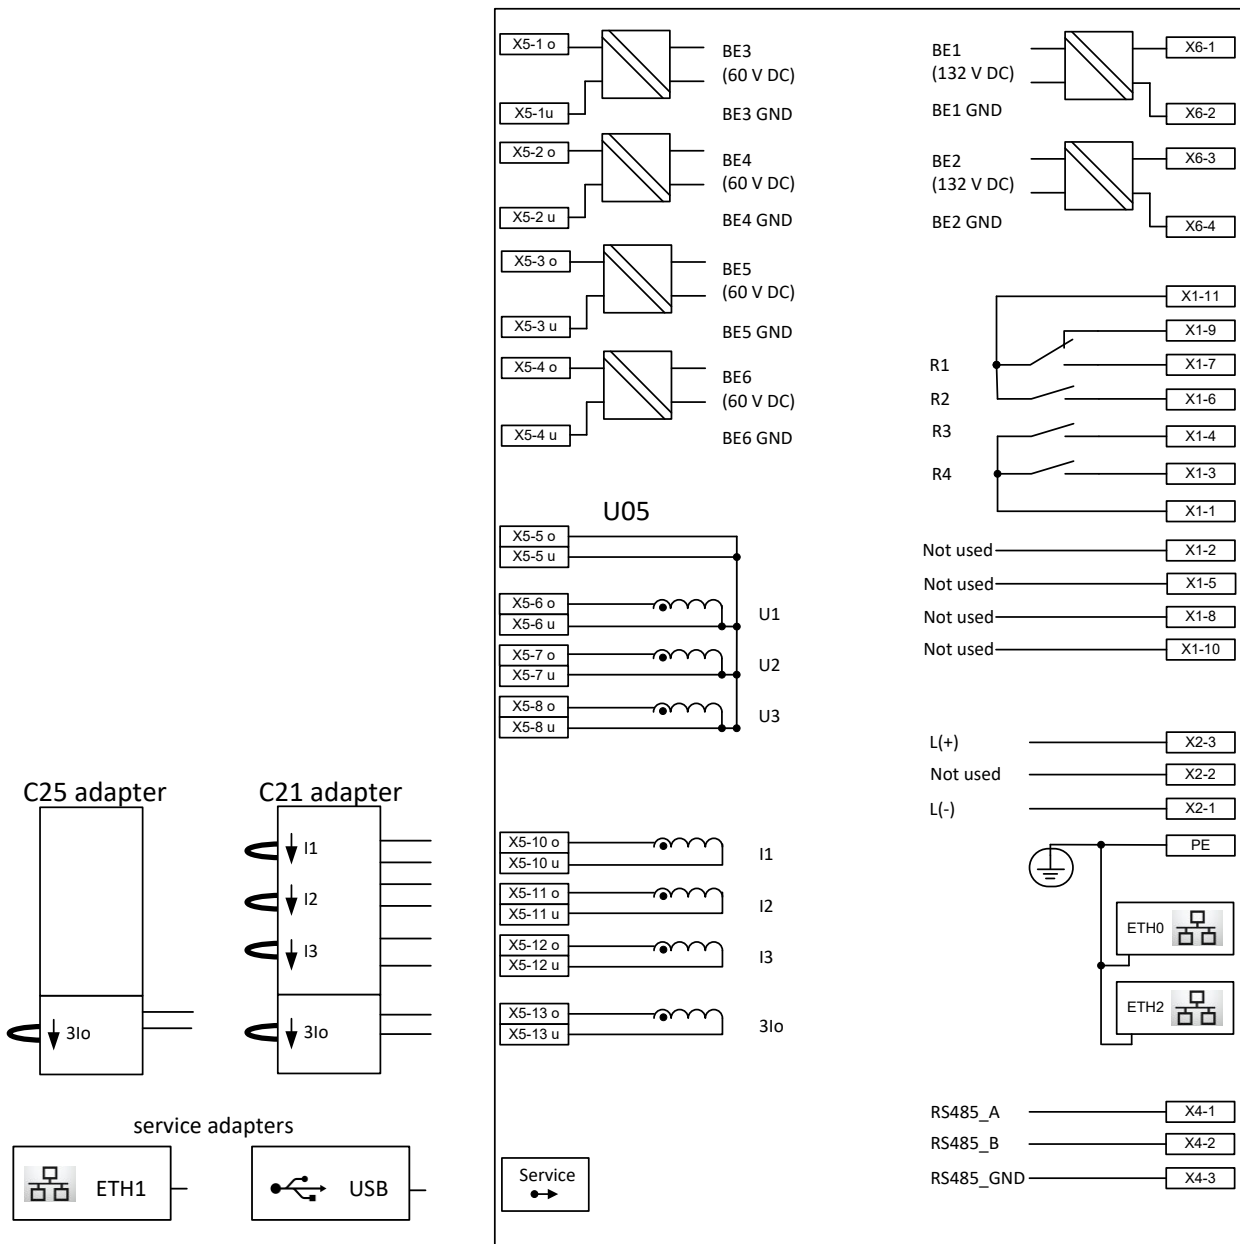 X5-1 o
BE3
(60 V DC)
X5-1u
BE3 GND
X5-2 o
BE4
(60 V DC)
X5-2 u
BE4 GND
X5-3 o
BE5
(60 V DC)
X5-3 u
BE5 GND
X5-4 o
BE6
(60 V DC)
X5-4 u
BE6 GND
U05
X5-5 o
X5-5 u
X5-6 o
X5-6 u
U1
X5-7 o
X5-7 u
U2
X5-8 o
X5-8 u
U3
X5-10 o
X5-10 u
I1
X5-11 o
X5-11 u
I2
X5-12 o
X5-12 u
I3
X5-13 o
X5-13 u
3Io
Service
BE1
(132 V DC)
BE1 GND
X6-1
X6-2
BE2
(132 V DC)
BE2 GND
X6-3
X6-4
X1-11
X1-9
R1
X1-7
R2
X1-6
R3
X1-4
R4
X1-3
X1-1
Not used
X1-2
Not used
X1-5
Not used
X1-8
Not used
X1-10
L(+)
X2-3
Not used
X2-2
L(-)
X2-1
PE
ETH0
ETH2
RS485_A
X4-1
RS485_B
X4-2
RS485_GND
X4-3
C25 adapter
3Io
C21 adapter
I1
I2
I3
3Io
service adapters
ETH1
USB